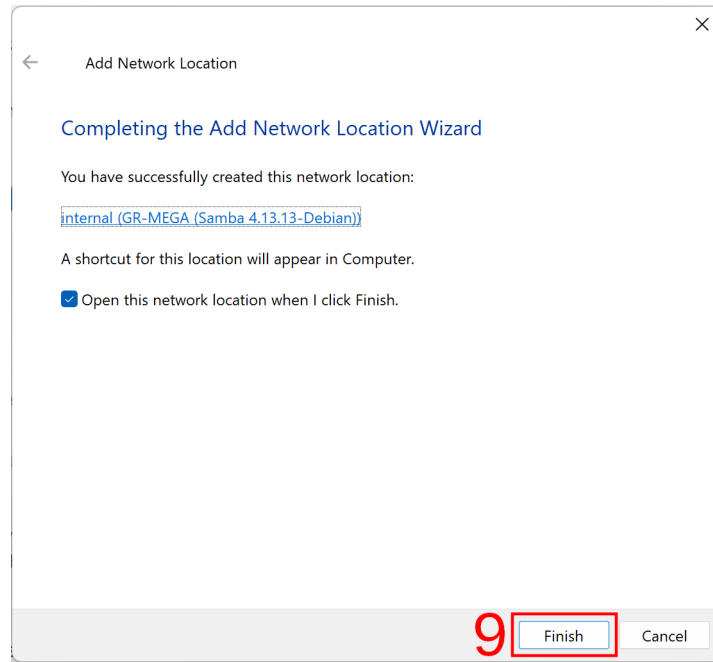 Add Network Location
Completing the Add Network Location Wizard
You have successfully created this network location:
internal (GR-MEGA (Samba 4.13.13-Debian))
A shortcut for this location will appear in Computer.
Open this network location when I click Finish.
9 Finish Cancel